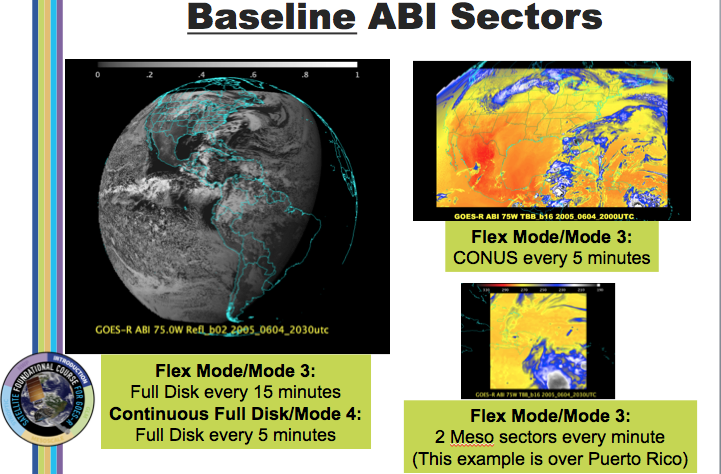 Baseline ABI Sectors
0 .2 .4 .6 .8 1
GOES-R ABI 75.0W Refl_b02 2005_0604_2030utc
Flex Mode/Mode 3:
Full Disk every 15 minutes
Continuous Full Disk/Mode 4:
Full Disk every 5 minutes
GOES-R ABI 75W TBB_b16 2005_0604_2000UTC
Flex Mode/Mode 3:
CONUS every 5 minutes
GOES-R ABI 75W TBB_b16 2005_0604_2030UTC
Flex Mode/Mode 3:
2 Meso sectors every minute
(This example is over Puerto Rico)
INTRODUCTION
SATELLITE FOUNDATIONAL COURSE FOR GOES-R